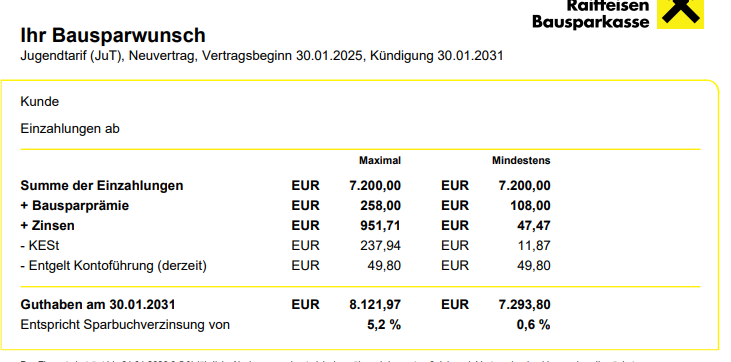 Raiffeisen
Bausparkasse
Ihr Bausparwunsch
Jugendtarif (JuT), Neuvertrag, Vertragsbeginn 30.01.2025, Kündigung 30.01.2031
Kunde
Einzahlungen ab
Maximal Mindestens
Summe der Einzahlungen EUR 7.200,00 EUR 7.200,00
+ Bausparprämie EUR 258,00 EUR 108,00
+ Zinsen EUR 951,71 EUR 47,47
- KESt EUR 237,94 EUR 11,87
- Entgelt Kontoführung (derzeit) EUR 49,80 EUR 49,80
Guthaben am 30.01.2031 EUR 8.121,97 EUR 7.293,80
Entspricht Sparbuchverzinsung von 5,2 % 0,6 %